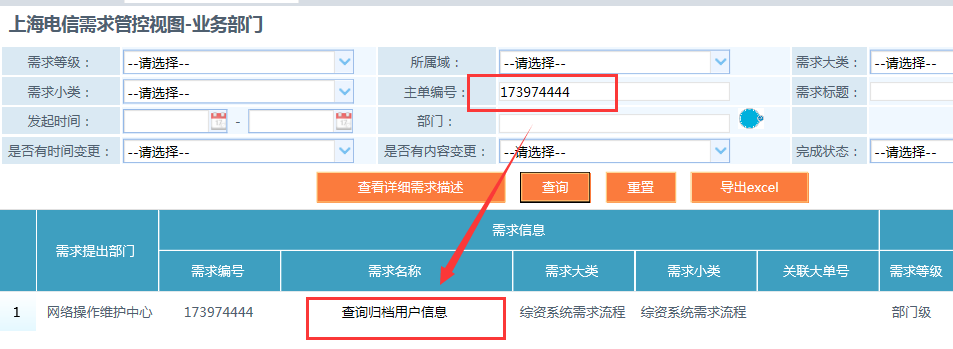 上海电信需求管控视图-业务部门
需求等级： --请选择-- 所属域： --请选择-- 需求大类： --请选择--
需求小类： --请选择-- 主单编号： 173974444 需求标题：
发起时间： - 部门：
是否有时间变更： --请选择-- 是否有内容变更： --请选择-- 完成状态： --请选择--
查看详细需求描述 查询 重置 导出excel
需求提出部门 需求信息
需求编号 需求名称 需求大类 需求小类 关联大单号 需求等级
1 网络操作维护中心 173974444 查询归档用户信息 综资系统需求流程 综资系统需求流程 部门级